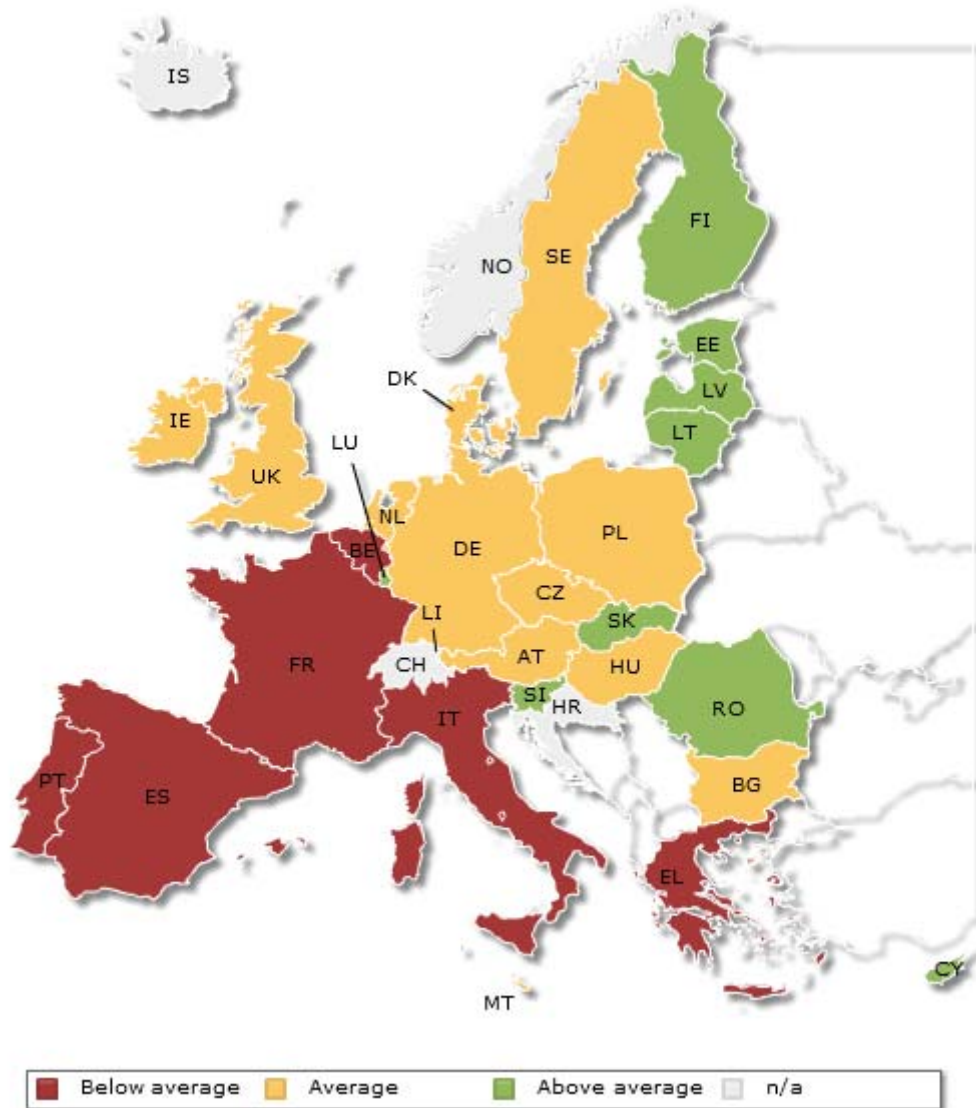 IS
FI
SE
NO
EE
DK
LV
IE
LT
LU
UK
NL
PL
BE
DE
CZ
LI
SK
AT
CH
FR
HU
SI
HR
RO
IT
PT
BG
ES
EL
CY
MT
Below average Average Above average n/a